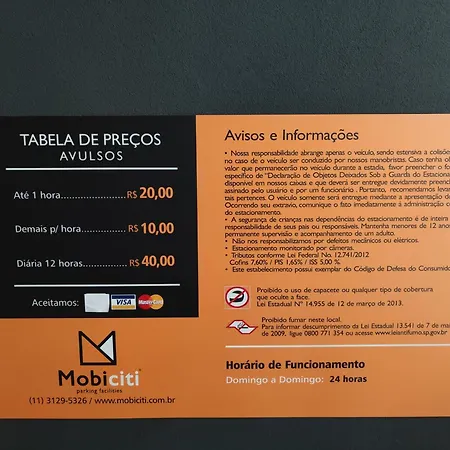 TABELA DE PREÇOS
AVULSOS
Até 1 hora......................R$ 20,00
Demais p/ hora..............R$ 10,00
Diária 12 horas..............R$ 40,00
Aceitamos: VISA MasterCard
Mobiciti
parking facilities
(11) 3129-5326 / www.mobiciti.com.br
Avisos e Informações
• Nossa responsabilidade abrange apenas o veículo, sendo extensiva a colisões
no caso de o veículo ser conduzido por nossos manobristas. Caso tenha ob
valor que permanecerão no veículo durante a estadia, favor preencher o fo
específico de "Declaração de Objetos Deixados Sob a Guarda do Estaciona
disponível em nossos caixas e que deverá ser entregue devidamente preench
assinado pelo usuário e por um funcionário . Portanto, recomendamos levar
tais pertences. O veículo somente será entregue mediante a apresentação d
Ocorrendo seu extravio, comunique o fato imediatamente à administração d
do estacionamento.
• A segurança de crianças nas dependências do estacionamento é de inteira
responsabilidade de seus pais ou responsáveis. Mantenha menores de 12 anos
permanente supervisão e acompanhamento de um adulto.
• Não nos responsabilizamos por defeitos mecânicos ou elétricos.
• Estacionamento monitorado por câmeras.
• Tributos conforme Lei Federal No. 12.741/2012
Cofins 7,60% / PIS 1,65% / ISS 5,00 %
• Este estabelecimento possui exemplar do Código de Defesa do Consumido
Proibido o uso de capacete ou qualquer tipo de cobertura
que oculte a face.
Lei Estadual Nº 14.955 de 12 de março de 2013.
Proibido fumar neste local.
Para informar descumprimento da Lei Estadual 13.541 de 7 de ma
de 2009, ligue 0800 771 354 ou acesse www.leiantifumo.sp.gov.br
Horário de Funcionamento
Domingo a Domingo: 24 horas